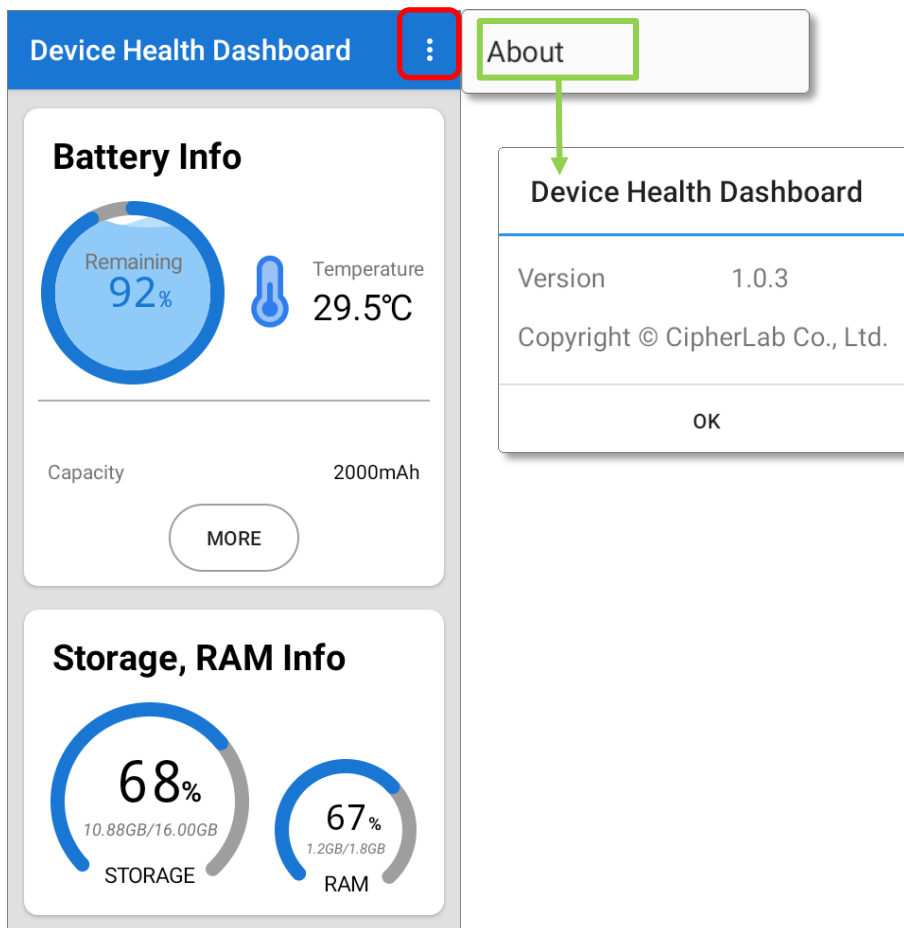 Device Health Dashboard
About
Battery Info
Remaining
92%
Temperature
29.5℃
Capacity 2000mAh
MORE
Storage, RAM Info
68%
10.88GB/16.00GB
STORAGE
67%
1.2GB/1.8GB
RAM
Device Health Dashboard
Version 1.0.3
Copyright © CipherLab Co., Ltd.
OK